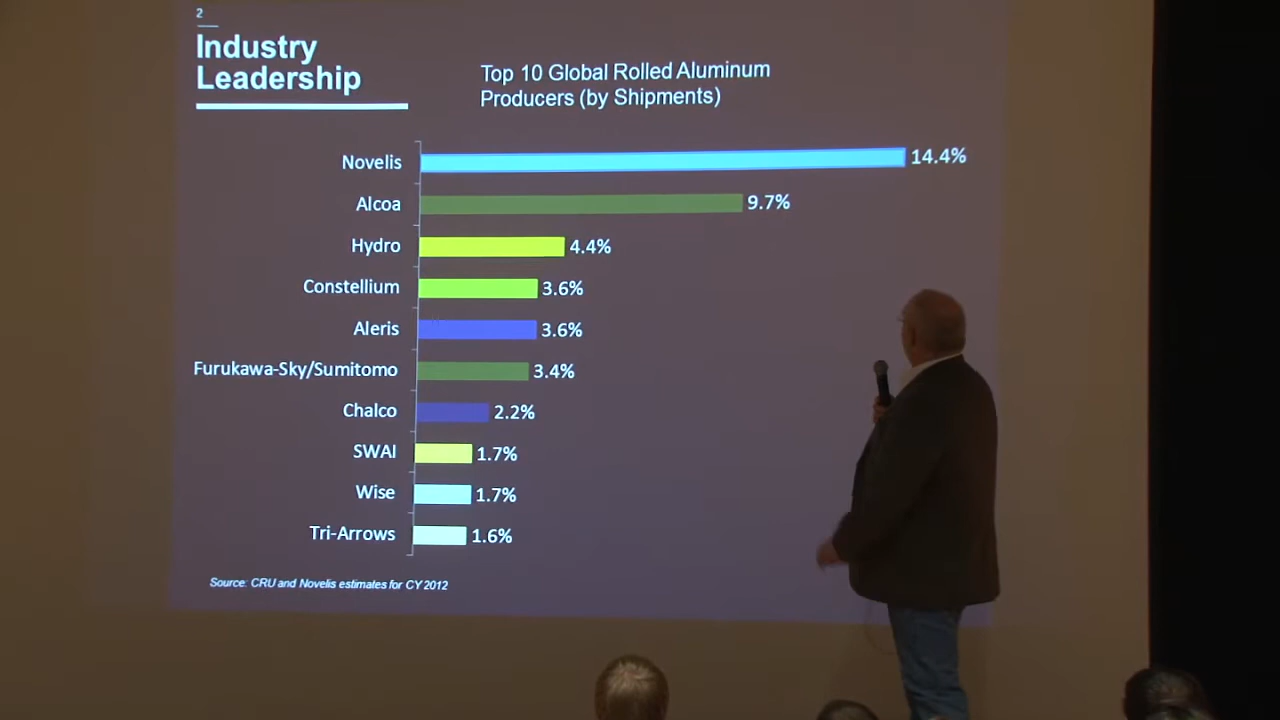 2
Industry
Leadership
Top 10 Global Rolled Aluminum
Producers (by Shipments)
Novelis 14.4%
Alcoa 9.7%
Hydro 4.4%
Constellium 3.6%
Aleris 3.6%
Furukawa-Sky/Sumitomo 3.4%
Chalco 2.2%
SWAI 1.7%
Wise 1.7%
Tri-Arrows 1.6%
Source: CRU and Novelis estimates for CY 2012